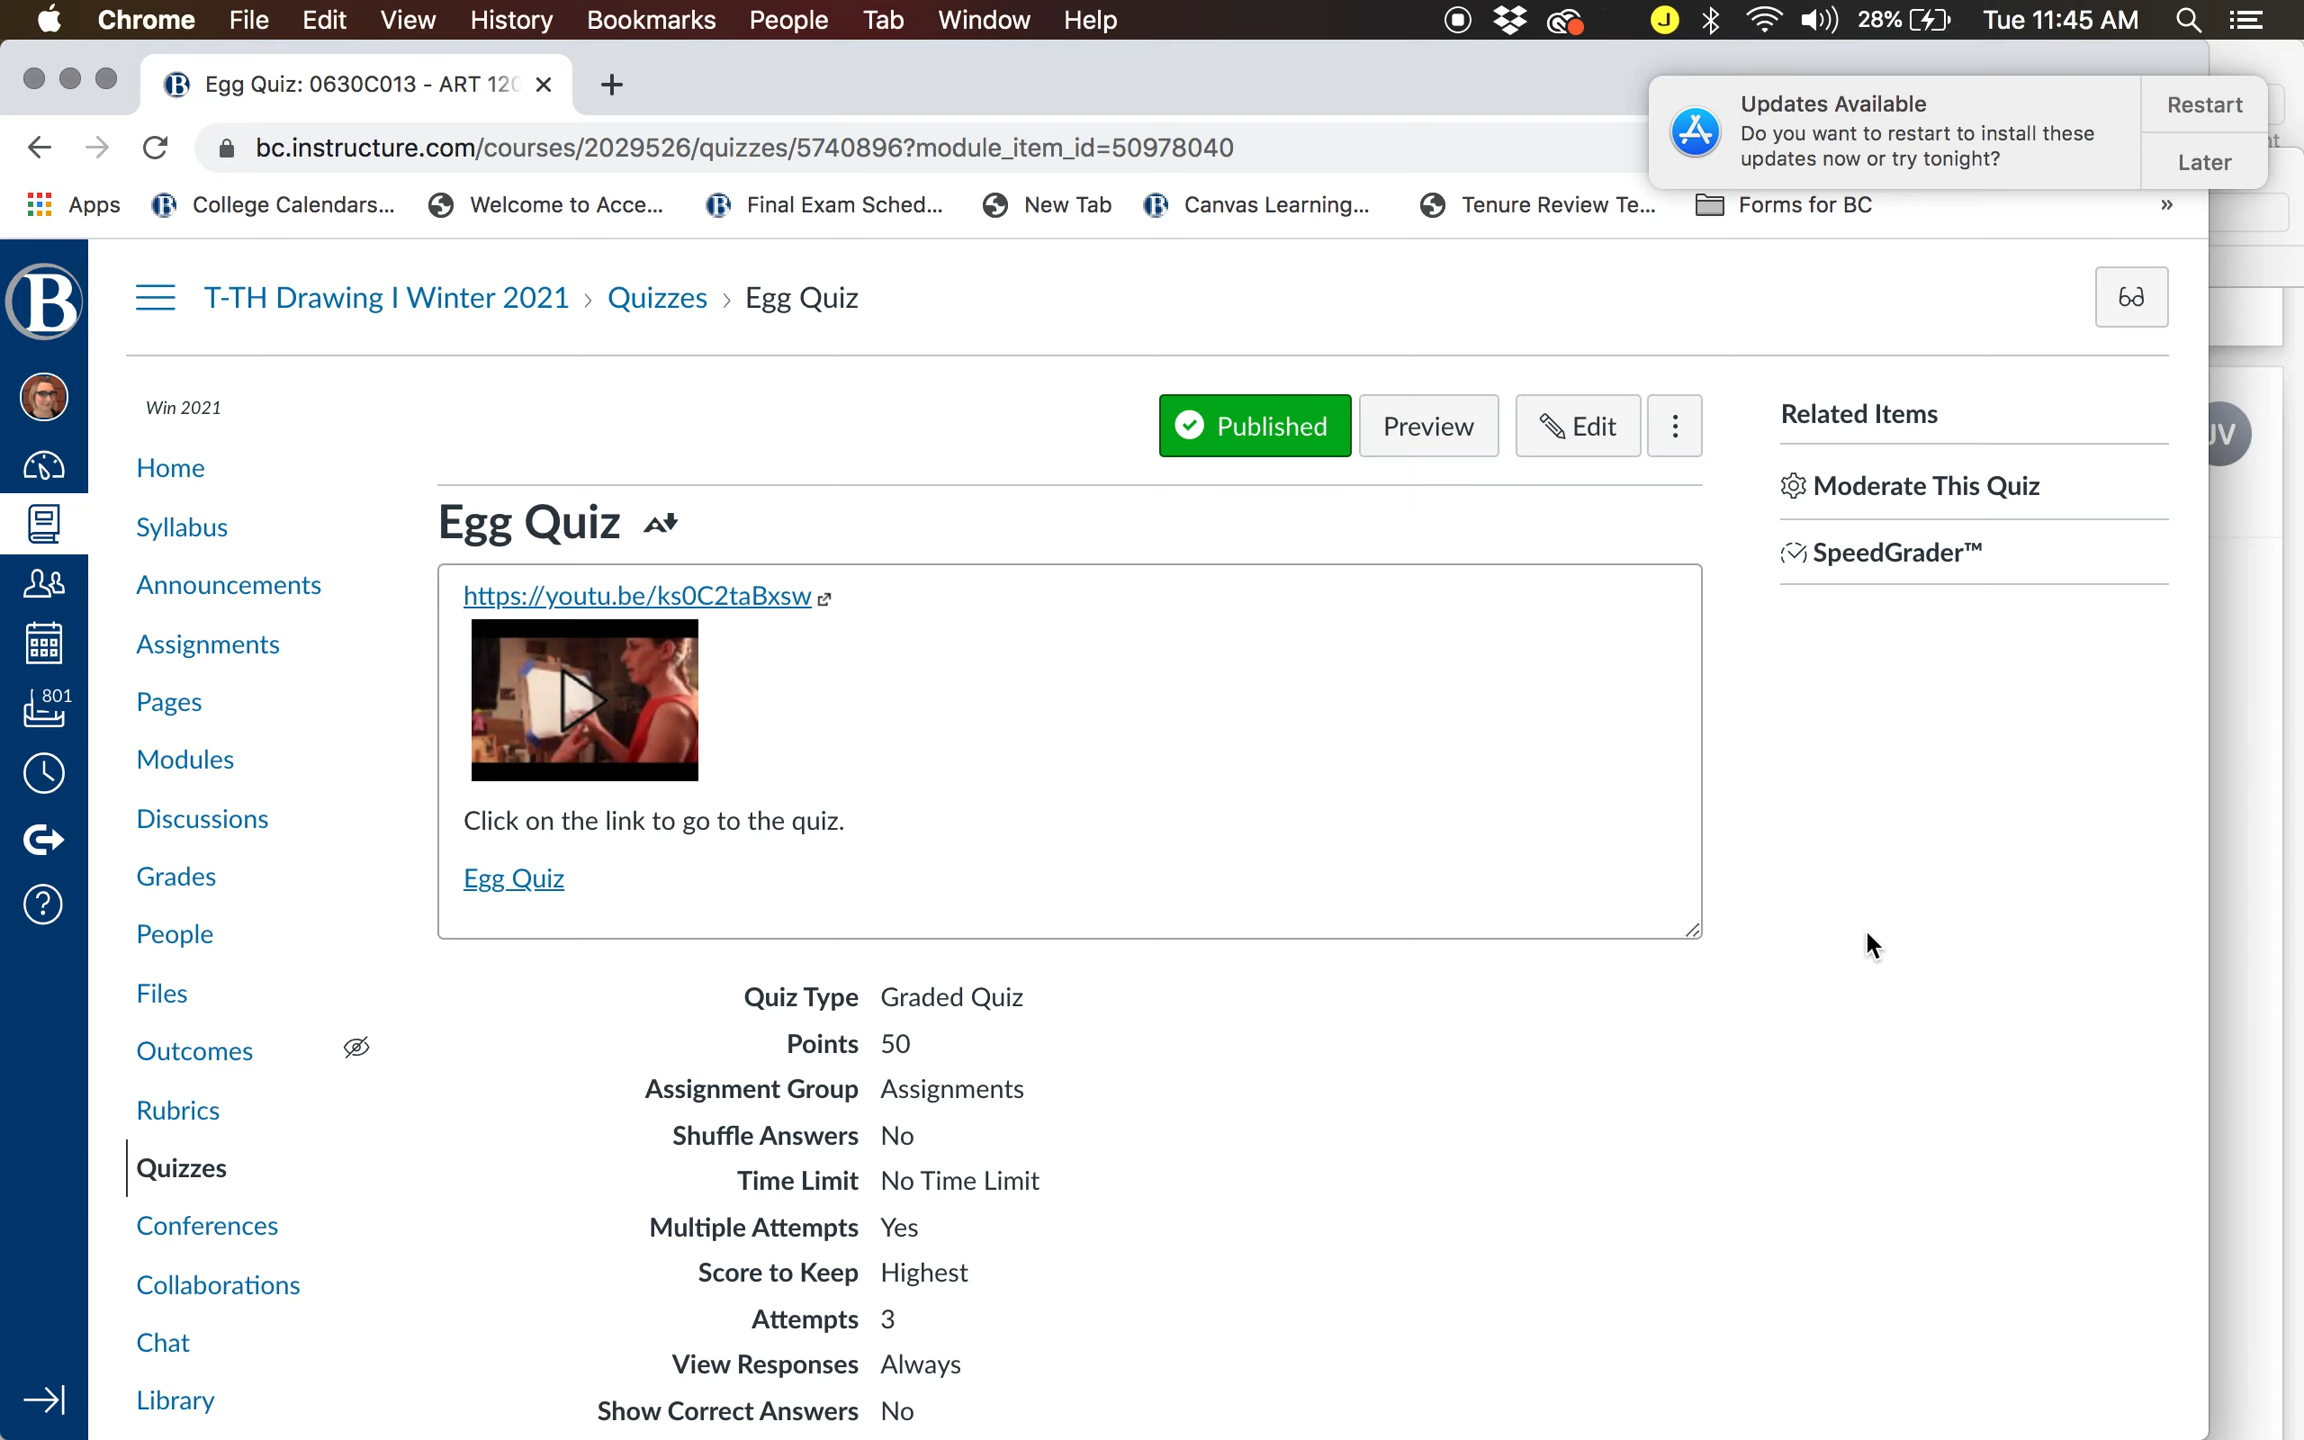 Chrome File Edit View History Bookmarks People Tab Window Help J 28% Tue 11:45 AM
Egg Quiz: 0630C013 - ART 120
Updates Available
Do you want to restart to install these
updates now or try tonight?
Restart
Later
bc.instructure.com/courses/2029526/quizzes/5740896?module_item_id=50978040
Apps College Calendars... Welcome to Acce... Final Exam Sched... New Tab Canvas Learning... Tenure Review Te... Forms for BC »
B
T-TH Drawing I Winter 2021 › Quizzes › Egg Quiz
Win 2021
Home
Syllabus
Announcements
Assignments
Pages
Modules
Discussions
Grades
People
Files
Outcomes
Rubrics
Quizzes
Conferences
Collaborations
Chat
Library
801
Published Preview Edit
Egg Quiz
https://youtu.be/ks0C2taBxsw
Click on the link to go to the quiz.
Egg Quiz
Quiz Type Graded Quiz
Points 50
Assignment Group Assignments
Shuffle Answers No
Time Limit No Time Limit
Multiple Attempts Yes
Score to Keep Highest
Attempts 3
View Responses Always
Show Correct Answers No
Related Items
Moderate This Quiz
SpeedGrader™
JV